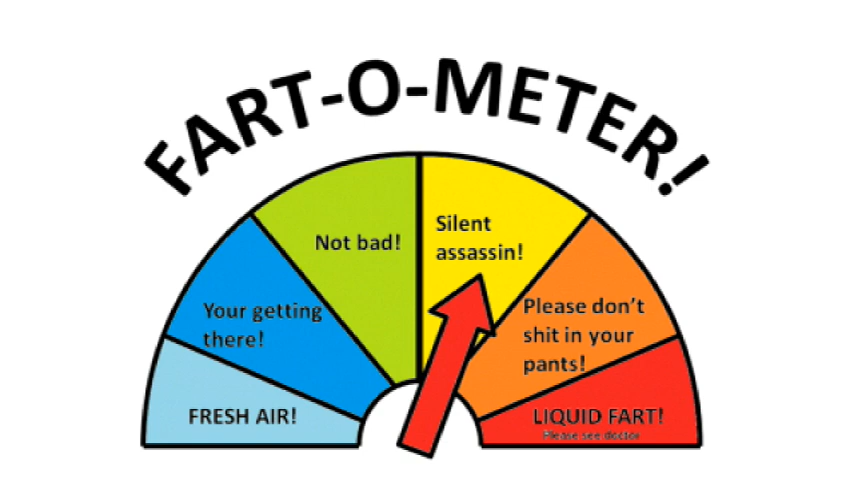 FART-O-METER!
Not bad!
Silent
assassin!
Your getting
there!
Please don't
shit in your
pants!
FRESH AIR!
LIQUID FART!
Please see doctor